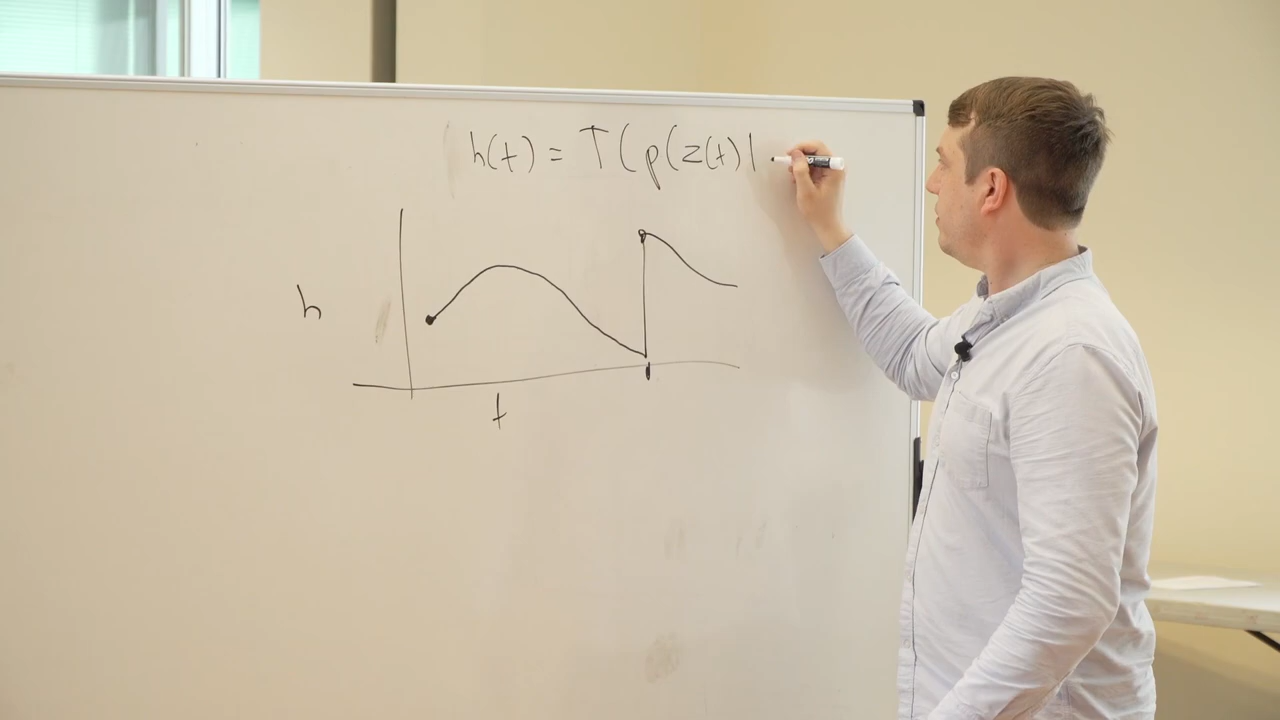 h(t) = T(p(z(t)|
h
t